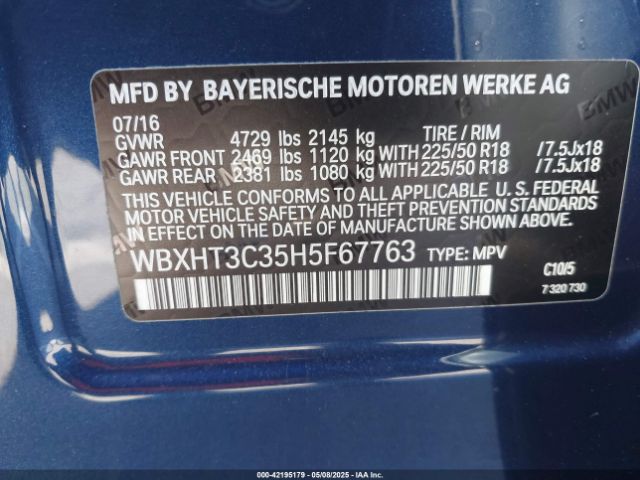 MFD BY BAYERISCHE MOTOREN WERKE AG
07/16
GVWR 4729 lbs 2145 kg TIRE / RIM
GAWR FRONT 2469 lbs 1120 kg WITH 225/50 R18 /7.5Jx18
GAWR REAR 2381 lbs 1080 kg WITH 225/50 R18 /7.5Jx18
THIS VEHICLE CONFORMS TO ALL APPLICABLE U. S. FEDERAL
MOTOR VEHICLE SAFETY AND THEFT PREVENTION STANDARDS
IN EFFECT ON THE DATE OF MANUFACTURE SHOWN ABOVE.
WBXHT3C35H5F67763 TYPE: MPV
C10/5
7 320 730
000-42195179 - 05/08/2025 - IAAI.COM